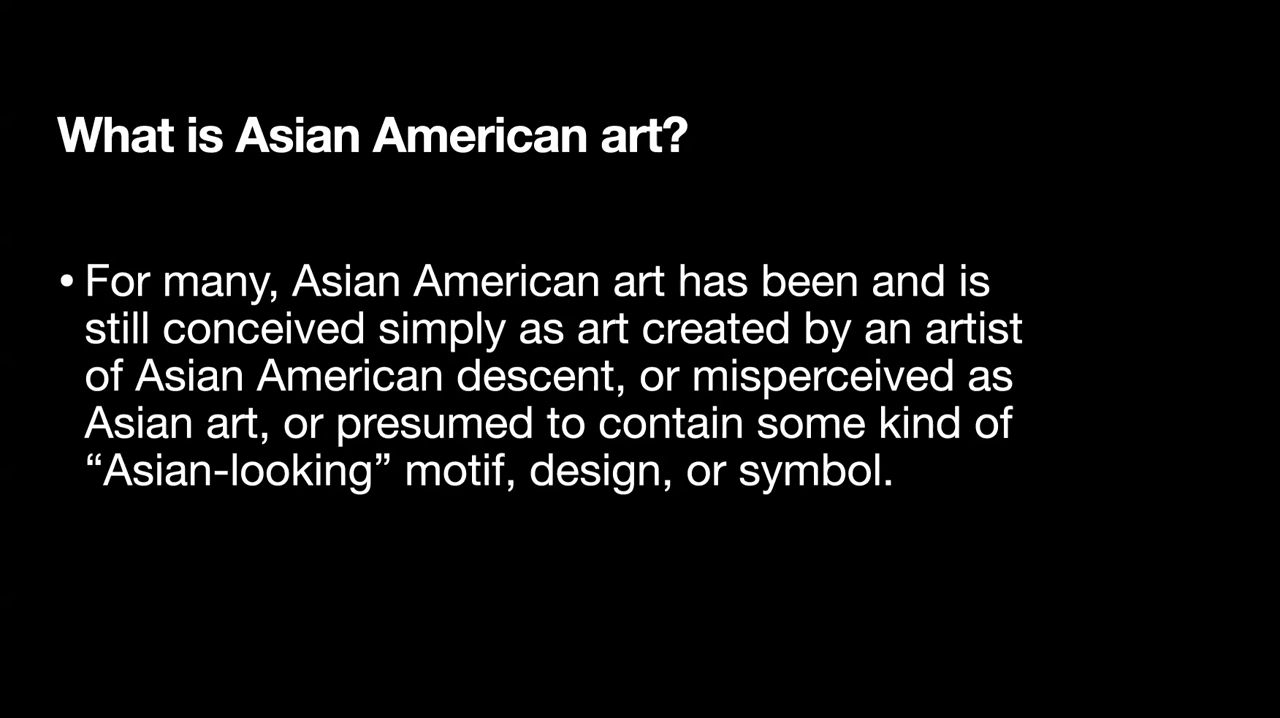 What is Asian American art?
• For many, Asian American art has been and is
still conceived simply as art created by an artist
of Asian American descent, or misperceived as
Asian art, or presumed to contain some kind of
“Asian-looking” motif, design, or symbol.